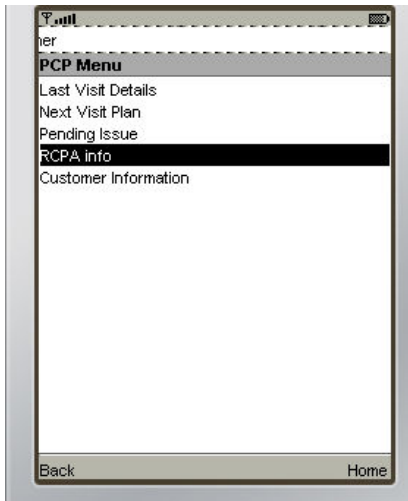 ner
PCP Menu
Last Visit Details
Next Visit Plan
Pending Issue
RCPA info
Customer Information
Back Home